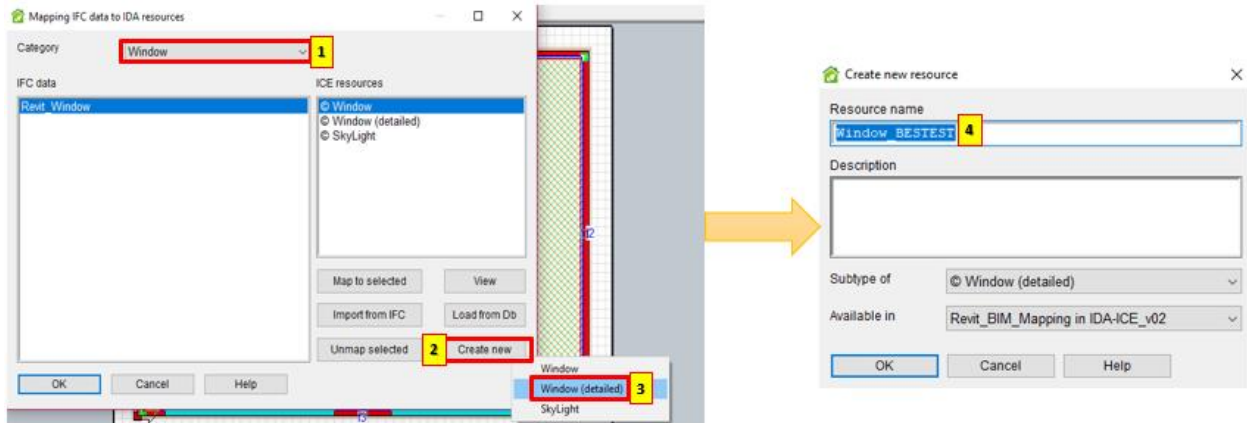 Mapping IFC data to IDA resources
Category
Window
1
IFC data
ICE resources
Revit_Window
© Window
© Window (detailed)
© SkyLight
Map to selected
View
Import from IFC
Load from Db
Unmap selected
2
Create new
OK
Cancel
Help
Window
Window (detailed)
3
SkyLight
Create new resource
Resource name
Window_BESTEST
4
Description
Subtype of
© Window (detailed)
Available in
Revit_BIM_Mapping in IDA-ICE_v02
OK
Cancel
Help